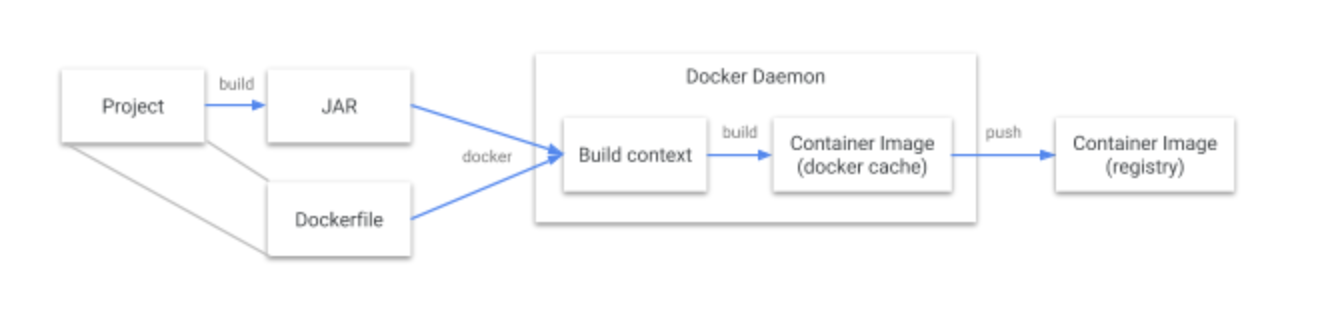 Project
build
JAR
Dockerfile
docker
Docker Daemon
Build context
build
Container Image
(docker cache)
push
Container Image
(registry)